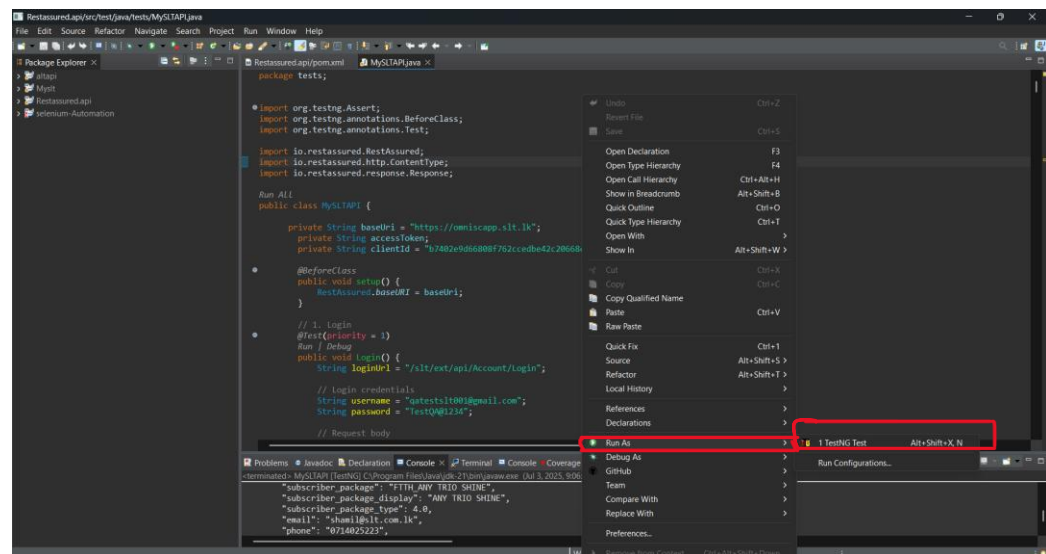 Restassured.api/src/test/java/tests/MySLTAPI.java
File Edit Source Refactor Navigate Search Project Run Window Help
Package Explorer
altapi
Myslt
Restassured.api
selenium-Automation
Restassured.api/pom.xml
MySLTAPI.java
package tests;
import org.testng.Assert;
import org.testng.annotations.BeforeClass;
import org.testng.annotations.Test;
import io.restassured.RestAssured;
import io.restassured.http.ContentType;
import io.restassured.response.Response;
Run ALL
public class MySLTAPI {
private String baseUri = "https://omniscapp.slt.lk";
private String accessToken;
private String clientId =
@BeforeClass
public void setup() {
RestAssured.baseURI = baseUri;
}
// 1. Login
@Test(priority = 1)
Run | Debug
public void Login() {
String loginUrl = "/slt/ext/api/Account/Login";
// Login credentials
String username = "qatestslt001@gmail.com";
String password = "TestQA@1234";
// Request body
Undo Ctrl+Z
Revert File
Save Ctrl+S
Open Declaration F3
Open Type Hierarchy F4
Open Call Hierarchy Ctrl+Alt+H
Show in Breadcrumb Alt+Shift+B
Quick Outline Ctrl+O
Quick Type Hierarchy Ctrl+T
Open With >
Show In Alt+Shift+W >
Cut Ctrl+X
Copy Ctrl+C
Copy Qualified Name
Paste Ctrl+V
Raw Paste
Quick Fix Ctrl+1
Source Alt+Shift+S >
Refactor Alt+Shift+T >
Local History >
References >
Declarations >
Run As >
Debug As >
GitHub >
Team >
Compare With >
Replace With >
Preferences...
Remove from Context Ctrl+Alt+Shift+Down
1 TestNG Test Alt+Shift+X, N
Run Configurations...
Problems Javadoc Declaration Console Terminal Console Coverage
<terminated> MySLTAPI [TestNG] C:\Program Files\Java\jdk-21\bin\javaw.exe (Jul 3, 2025, 9:06:
"subscriber_package": "FTTH_ANY TRIO SHINE",
"subscriber_package_display": "ANY TRIO SHINE",
"subscriber_package_type": 4.0,
"email": "shamil@slt.com.lk",
"phone": "0714025223",